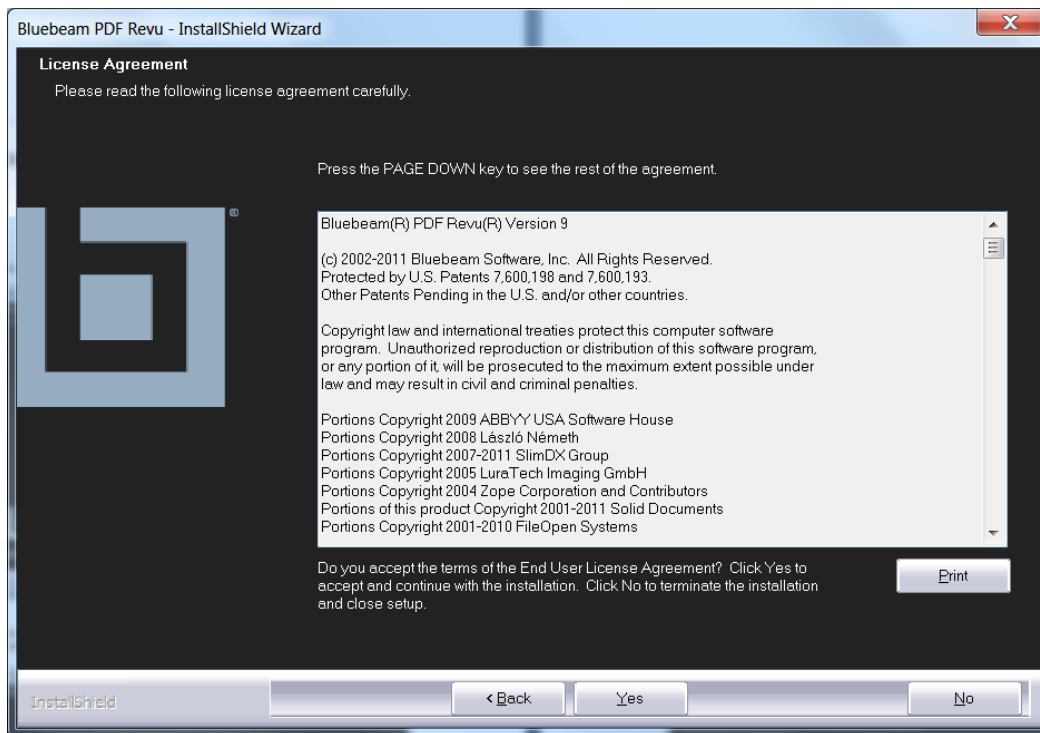 Bluebeam PDF Revu - InstallShield Wizard
License Agreement
Please read the following license agreement carefully.
Press the PAGE DOWN key to see the rest of the agreement.
Bluebeam(R) PDF Revu(R) Version 9
(c) 2002-2011 Bluebeam Software, Inc.  All Rights Reserved.
Protected by U.S. Patents 7,600,198 and 7,600,193.
Other Patents Pending in the U.S. and/or other countries.
Copyright law and international treaties protect this computer software
program.  Unauthorized reproduction or distribution of this software program,
or any portion of it, will be prosecuted to the maximum extent possible under
law and may result in civil and criminal penalties.
Portions Copyright 2009 ABBYY USA Software House
Portions Copyright 2008 László Németh
Portions Copyright 2007-2011 SlimDX Group
Portions Copyright 2005 LuraTech Imaging GmbH
Portions Copyright 2004 Zope Corporation and Contributors
Portions of this product Copyright 2001-2011 Solid Documents
Portions Copyright 2001-2010 FileOpen Systems
Do you accept the terms of the End User License Agreement?  Click Yes to
accept and continue with the installation.  Click No to terminate the installation
and close setup.
Print
InstallShield
< Back
Yes
No